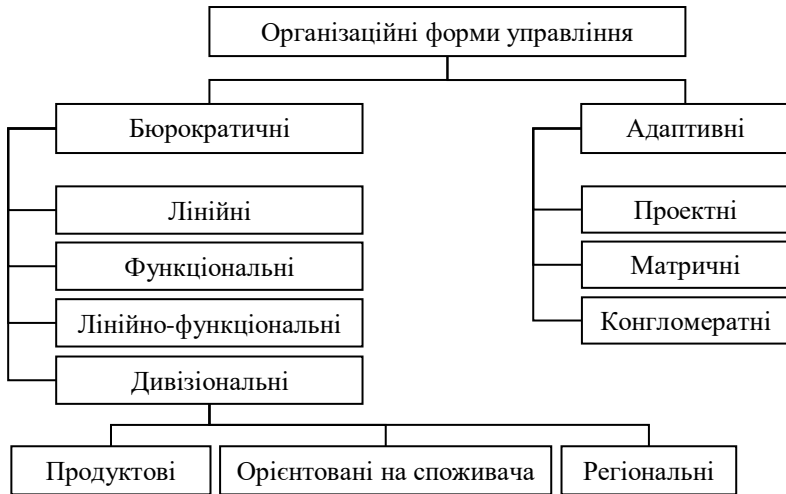 Організаційні форми управління
Бюрократичні
Адаптивні
Лінійні
Проектні
Функціональні
Матричні
Лінійно-функціональні
Конгломератні
Дивізіональні
Продуктові
Орієнтовані на споживача
Регіональні